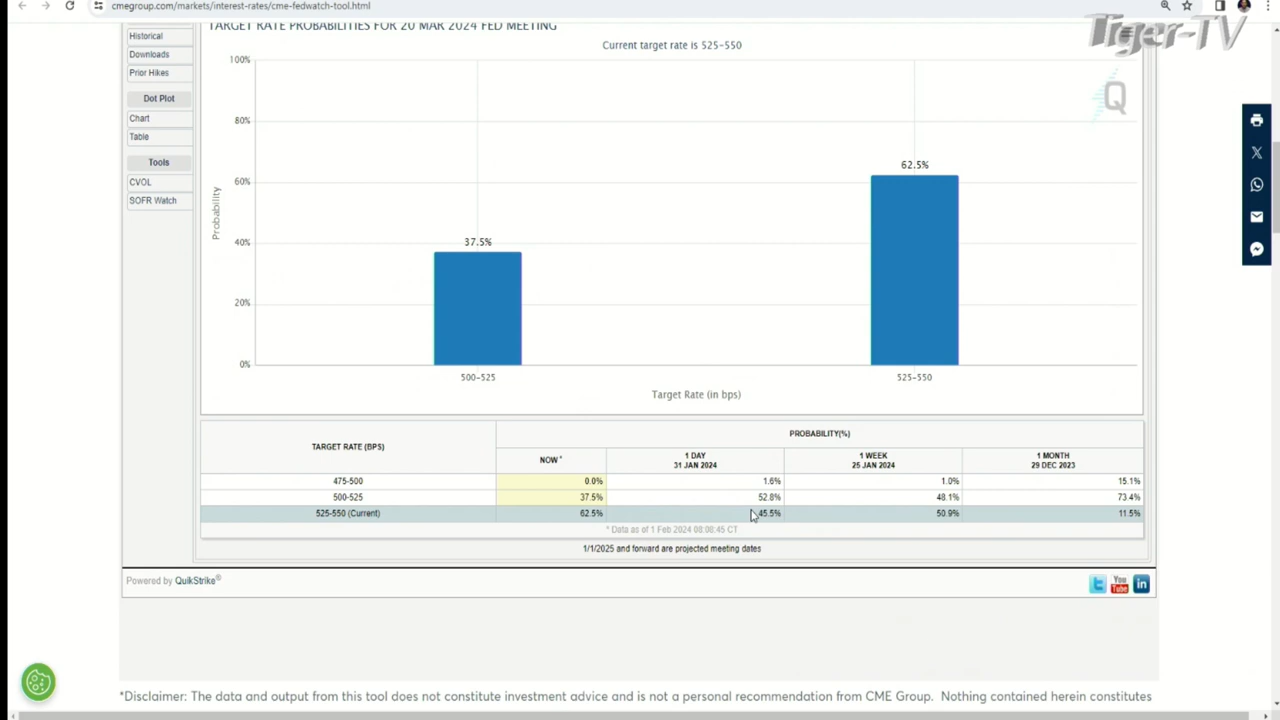 cmegroup.com/markets/interest-rates/cme-fedwatch-tool.html
Tiger-TV
TARGET RATE PROBABILITIES FOR 20 MAR 2024 FED MEETING
Historical
Downloads
Prior Hikes
Dot Plot
Chart
Table
Tools
CVOL
SOFR Watch
Current target rate is 525-550
Q
100%
80%
60%
40%
20%
0%
Probability
37.5%
62.5%
500-525
525-550
Target Rate (in bps)
TARGET RATE (BPS)
PROBABILITY(%)
NOW *
1 DAY
31 JAN 2024
1 WEEK
25 JAN 2024
1 MONTH
29 DEC 2023
475-500 0.0% 1.6% 1.0% 15.1%
500-525 37.5% 52.8% 48.1% 73.4%
525-550 (Current) 62.5% 45.5% 50.9% 11.5%
* Data as of 1 Feb 2024 08:08:45 CT
1/1/2025 and forward are projected meeting dates
Powered by QuikStrike®
You
Tube
in
*Disclaimer: The data and output from this tool does not constitute investment advice and is not a personal recommendation from CME Group. Nothing contained herein constitutes